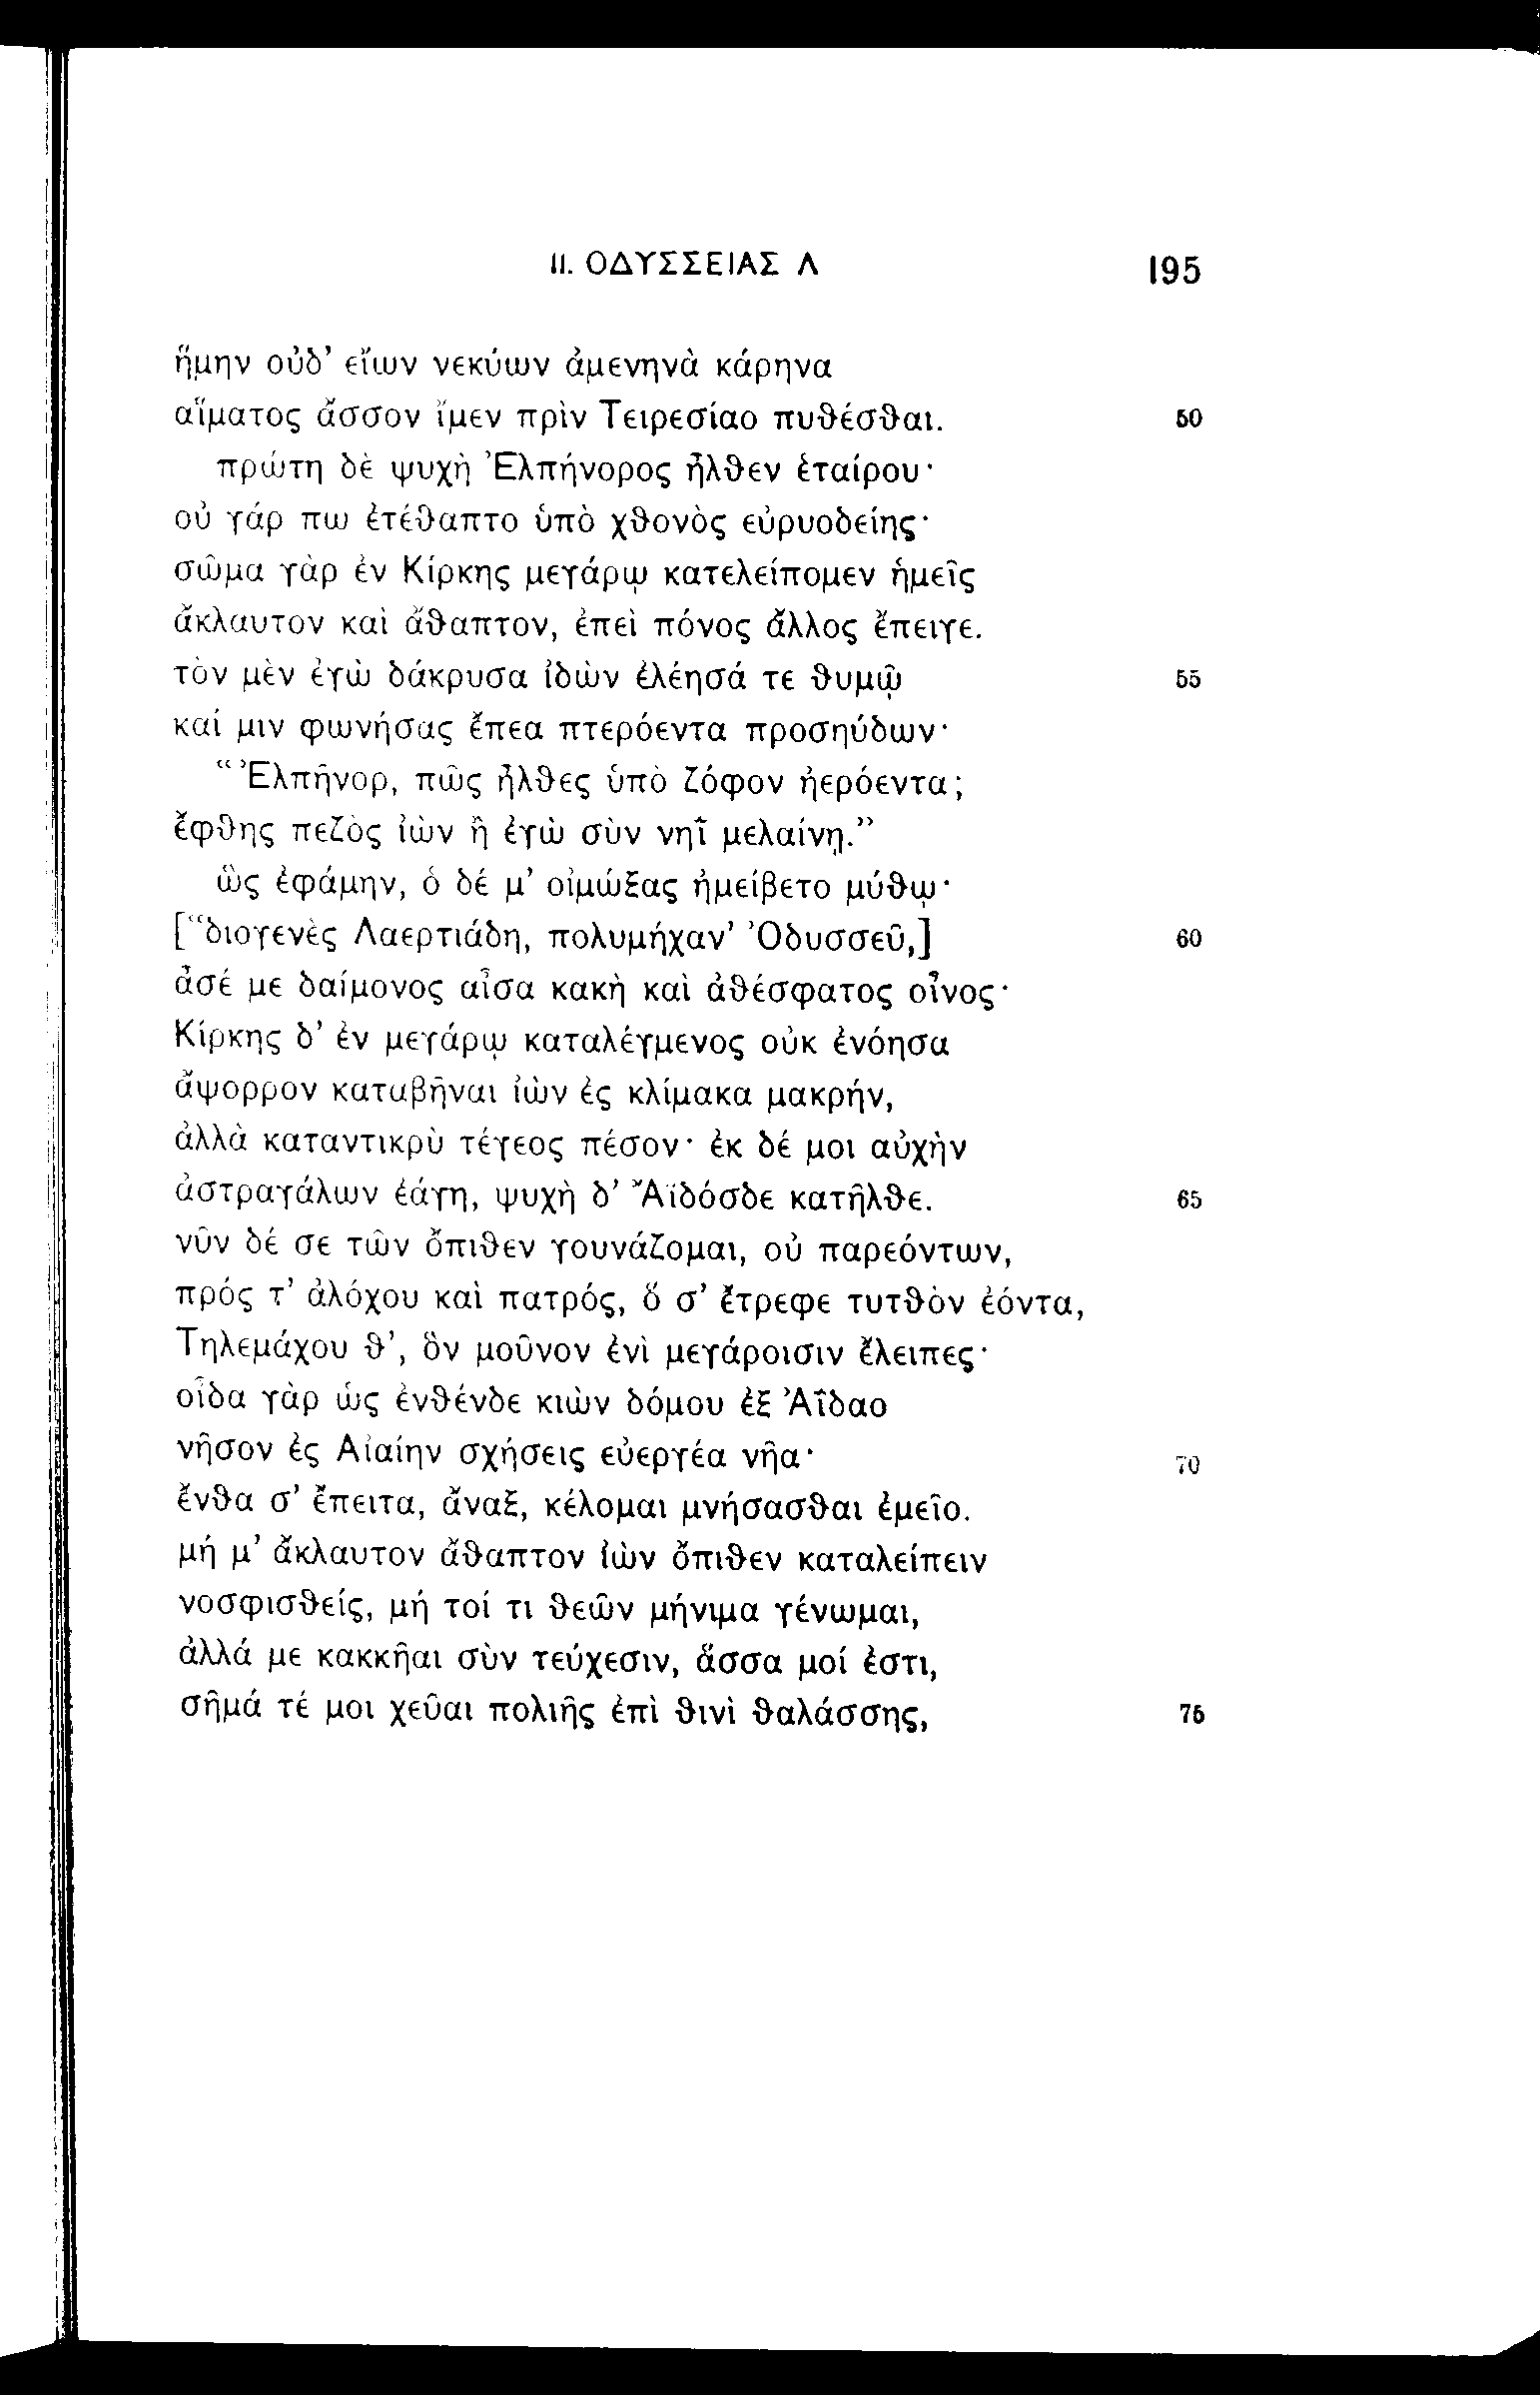 11. ΟΔΥΣΣΕΙΑΣ Λ 195
ἥμην οὐδ’ εἴων νεκύων ἀμενηνὰ κάρηνα
αἵματος ἆσσον ἴμεν πρὶν Τειρεσίαο πυθέσθαι. 50
πρώτη δὲ ψυχὴ Ἐλπήνορος ἦλθεν ἑταίρου·
οὐ γάρ πω ἐτέθαπτο ὑπὸ χθονὸς εὐρυοδείης·
σῶμα γὰρ ἐν Κίρκης μεγάρῳ κατελείπομεν ἡμεῖς
ἄκλαυτον καὶ ἄθαπτον, ἐπεὶ πόνος ἄλλος ἔπειγε.
τὸν μὲν ἐγὼ δάκρυσα ἰδὼν ἐλέησά τε θυμῷ 55
καί μιν φωνήσας ἔπεα πτερόεντα προσηύδων·
“Ἐλπῆνορ, πῶς ἦλθες ὑπὸ ζόφον ἠερόεντα;
ἔφθης πεζὸς ἰὼν ἢ ἐγὼ σὺν νηῒ μελαίνῃ.”
ὣς ἐφάμην, ὁ δέ μ’ οἰμώξας ἠμείβετο μύθῳ·
[“διογενὲς Λαερτιάδη, πολυμήχαν’ Ὀδυσσεῦ,] 60
ἆσέ με δαίμονος αἶσα κακὴ καὶ ἀθέσφατος οἶνος·
Κίρκης δ’ ἐν μεγάρῳ καταλέγμενος οὐκ ἐνόησα
ἄψορρον καταβῆναι ἰὼν ἐς κλίμακα μακρήν,
ἀλλὰ καταντικρὺ τέγεος πέσον· ἐκ δέ μοι αὐχὴν
ἀστραγάλων ἐάγη, ψυχὴ δ’ Ἄϊδόσδε κατῆλθε. 65
νῦν δέ σε τῶν ὄπιθεν γουνάζομαι, οὐ παρεόντων,
πρός τ’ ἀλόχου καὶ πατρός, ὅ σ’ ἔτρεφε τυτθὸν ἐόντα,
Τηλεμάχου θ’, ὃν μοῦνον ἐνὶ μεγάροισιν ἔλειπες·
οἶδα γὰρ ὡς ἐνθένδε κιὼν δόμου ἐξ Ἀΐδαο
νῆσον ἐς Αἰαίην σχήσεις εὐεργέα νῆα· 70
ἔνθα σ’ ἔπειτα, ἄναξ, κέλομαι μνήσασθαι ἐμεῖο.
μή μ’ ἄκλαυτον ἄθαπτον ἰὼν ὄπιθεν καταλείπειν
νοσφισθείς, μή τοί τι θεῶν μήνιμα γένωμαι,
ἀλλά με κακκῆαι σὺν τεύχεσιν, ἅσσα μοί ἐστι,
σῆμά τέ μοι χεῦαι πολιῆς ἐπὶ θινὶ θαλάσσης, 75